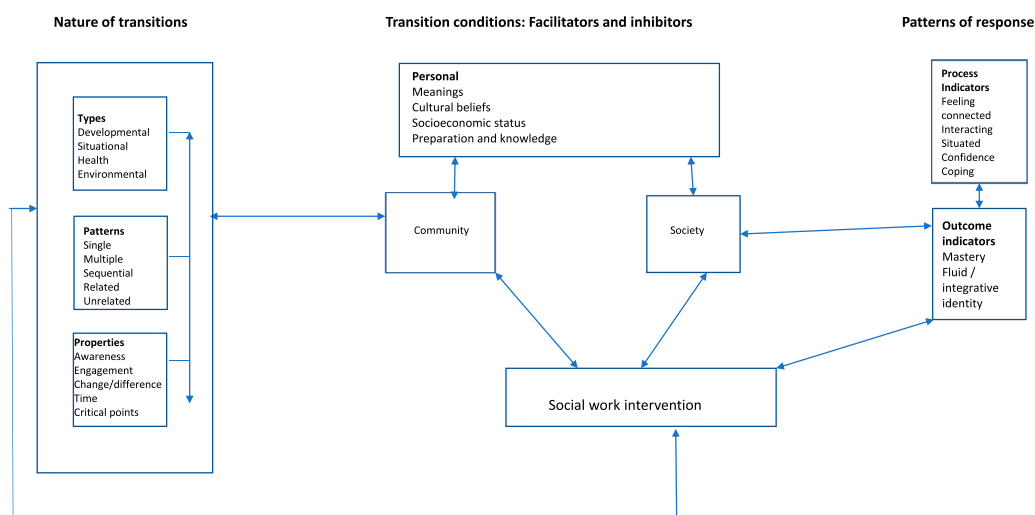 Nature of transitions
Transition conditions: Facilitators and inhibitors
Patterns of response
Types
Developmental
Situational
Health
Environmental
Patterns
Single
Multiple
Sequential
Related
Unrelated
Properties
Awareness
Engagement
Change/difference
Time
Critical points
Personal
Meanings
Cultural beliefs
Socioeconomic status
Preparation and knowledge
Community
Society
Social work intervention
Process
Indicators
Feeling
connected
Interacting
Situated
Confidence
Coping
Outcome
indicators
Mastery
Fluid /
integrative
identity